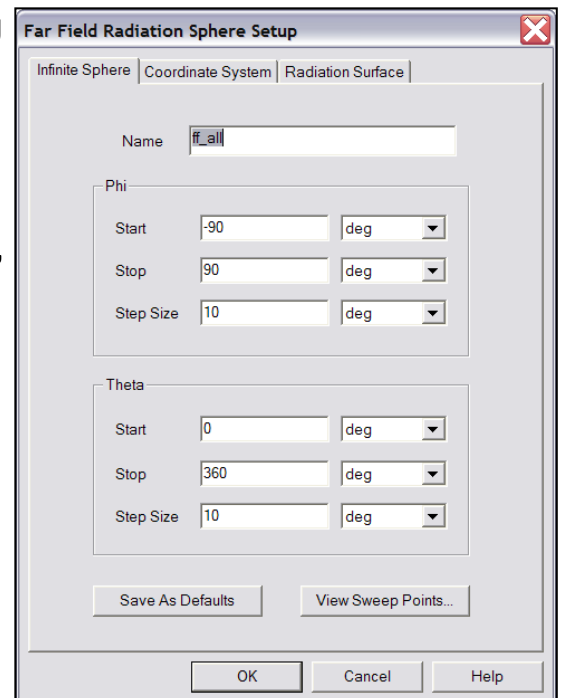 Far Field Radiation Sphere Setup
Infinite Sphere Coordinate System Radiation Surface
Name ff_all
Phi
Start -90 deg
Stop 90 deg
Step Size 10 deg
Theta
Start 0 deg
Stop 360 deg
Step Size 10 deg
Save As Defaults View Sweep Points...
OK Cancel Help